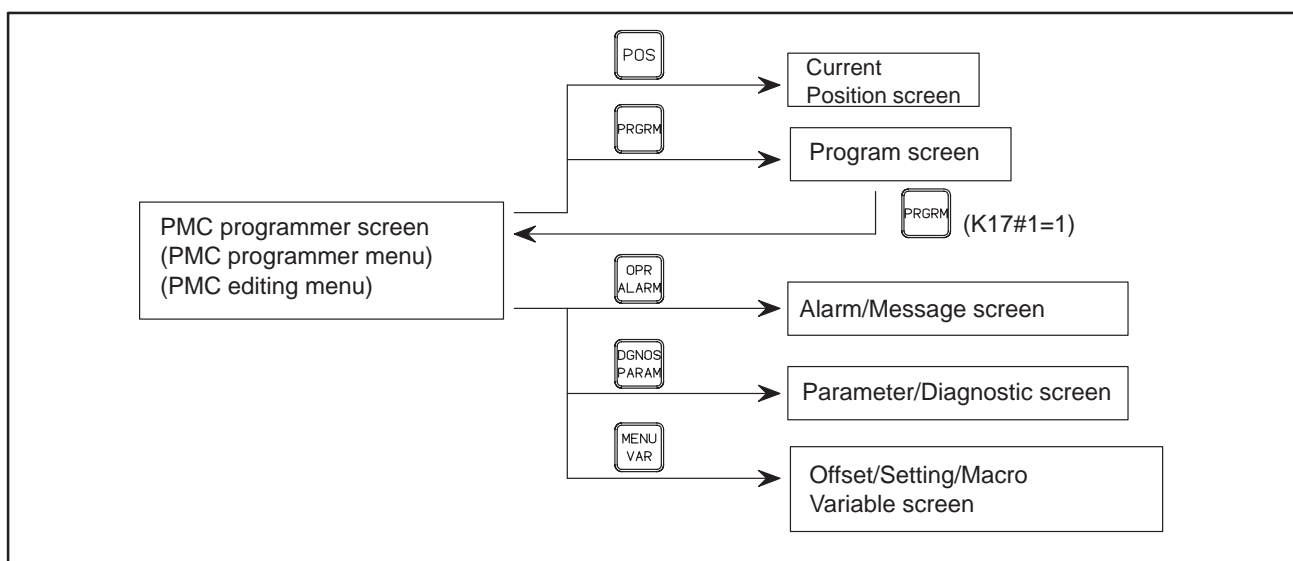 POS
Current
Position screen
PRGRM
Program screen
PRGRM
(K17#1=1)
PMC programmer screen
(PMC programmer menu)
(PMC editing menu)
OPR
ALARM
Alarm/Message screen
DGNOS
PARAM
Parameter/Diagnostic screen
MENU
VAR
Offset/Setting/Macro
Variable screen